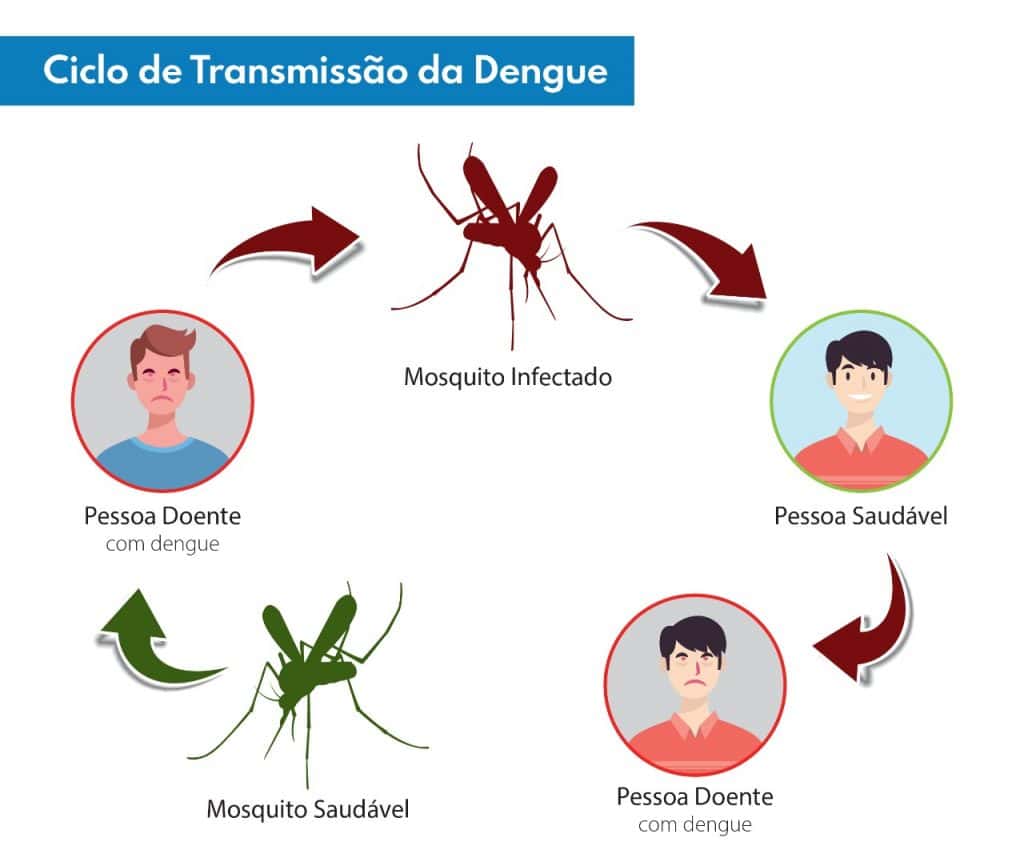 Ciclo de Transmissão da Dengue
Mosquito Infectado
Pessoa Doente
com dengue
Pessoa Saudável
Mosquito Saudável
Pessoa Doente
com dengue